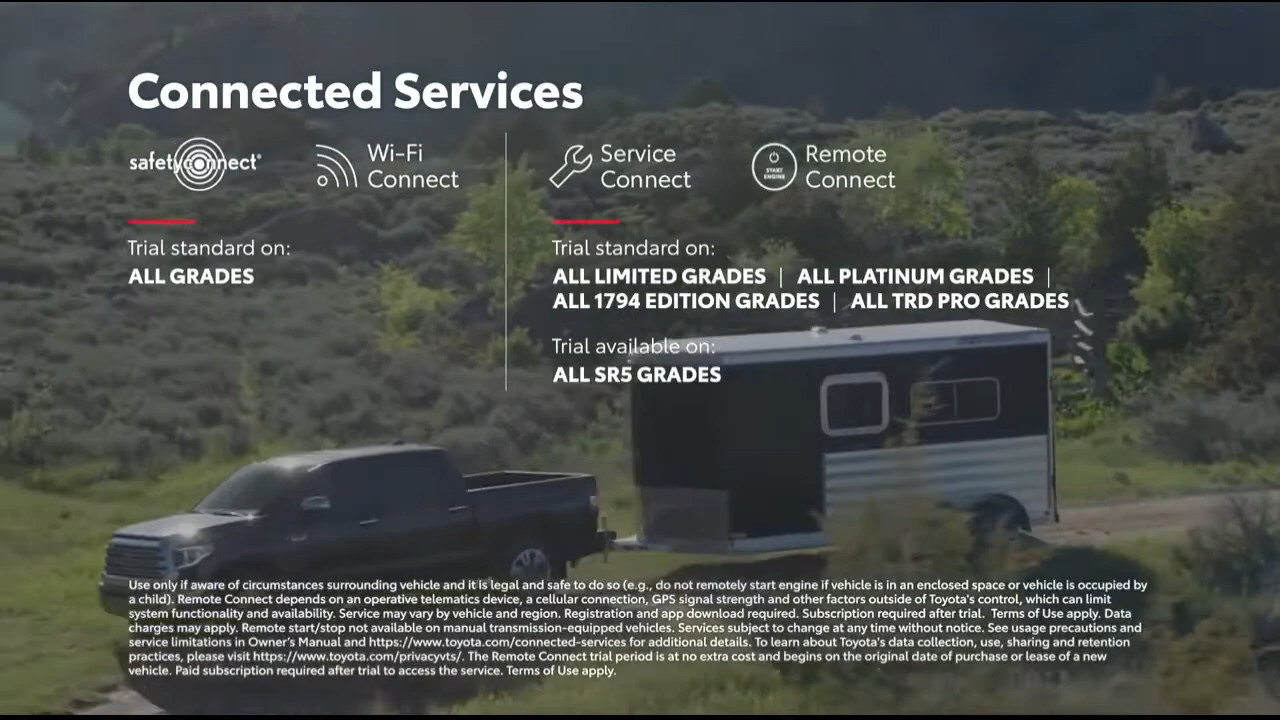 Connected Services
safetyconnect®
Wi-Fi
Connect
Trial standard on:
ALL GRADES
Service
Connect
START
ENGINE
Remote
Connect
Trial standard on:
ALL LIMITED GRADES | ALL PLATINUM GRADES |
ALL 1794 EDITION GRADES | ALL TRD PRO GRADES
Trial available on:
ALL SR5 GRADES
Use only if aware of circumstances surrounding vehicle and it is legal and safe to do so (e.g., do not remotely start engine if vehicle is in an enclosed space or vehicle is occupied by
a child). Remote Connect depends on an operative telematics device, a cellular connection, GPS signal strength and other factors outside of Toyota's control, which can limit
system functionality and availability. Service may vary by vehicle and region. Registration and app download required. Subscription required after trial. Terms of Use apply. Data
charges may apply. Remote start/stop not available on manual transmission-equipped vehicles. Services subject to change at any time without notice. See usage precautions and
service limitations in Owner's Manual and https://www.toyota.com/connected-services for additional details. To learn about Toyota's data collection, use, sharing and retention
practices, please visit https://www.toyota.com/privacyvts/. The Remote Connect trial period is at no extra cost and begins on the original date of purchase or lease of a new
vehicle. Paid subscription required after trial to access the service. Terms of Use apply.